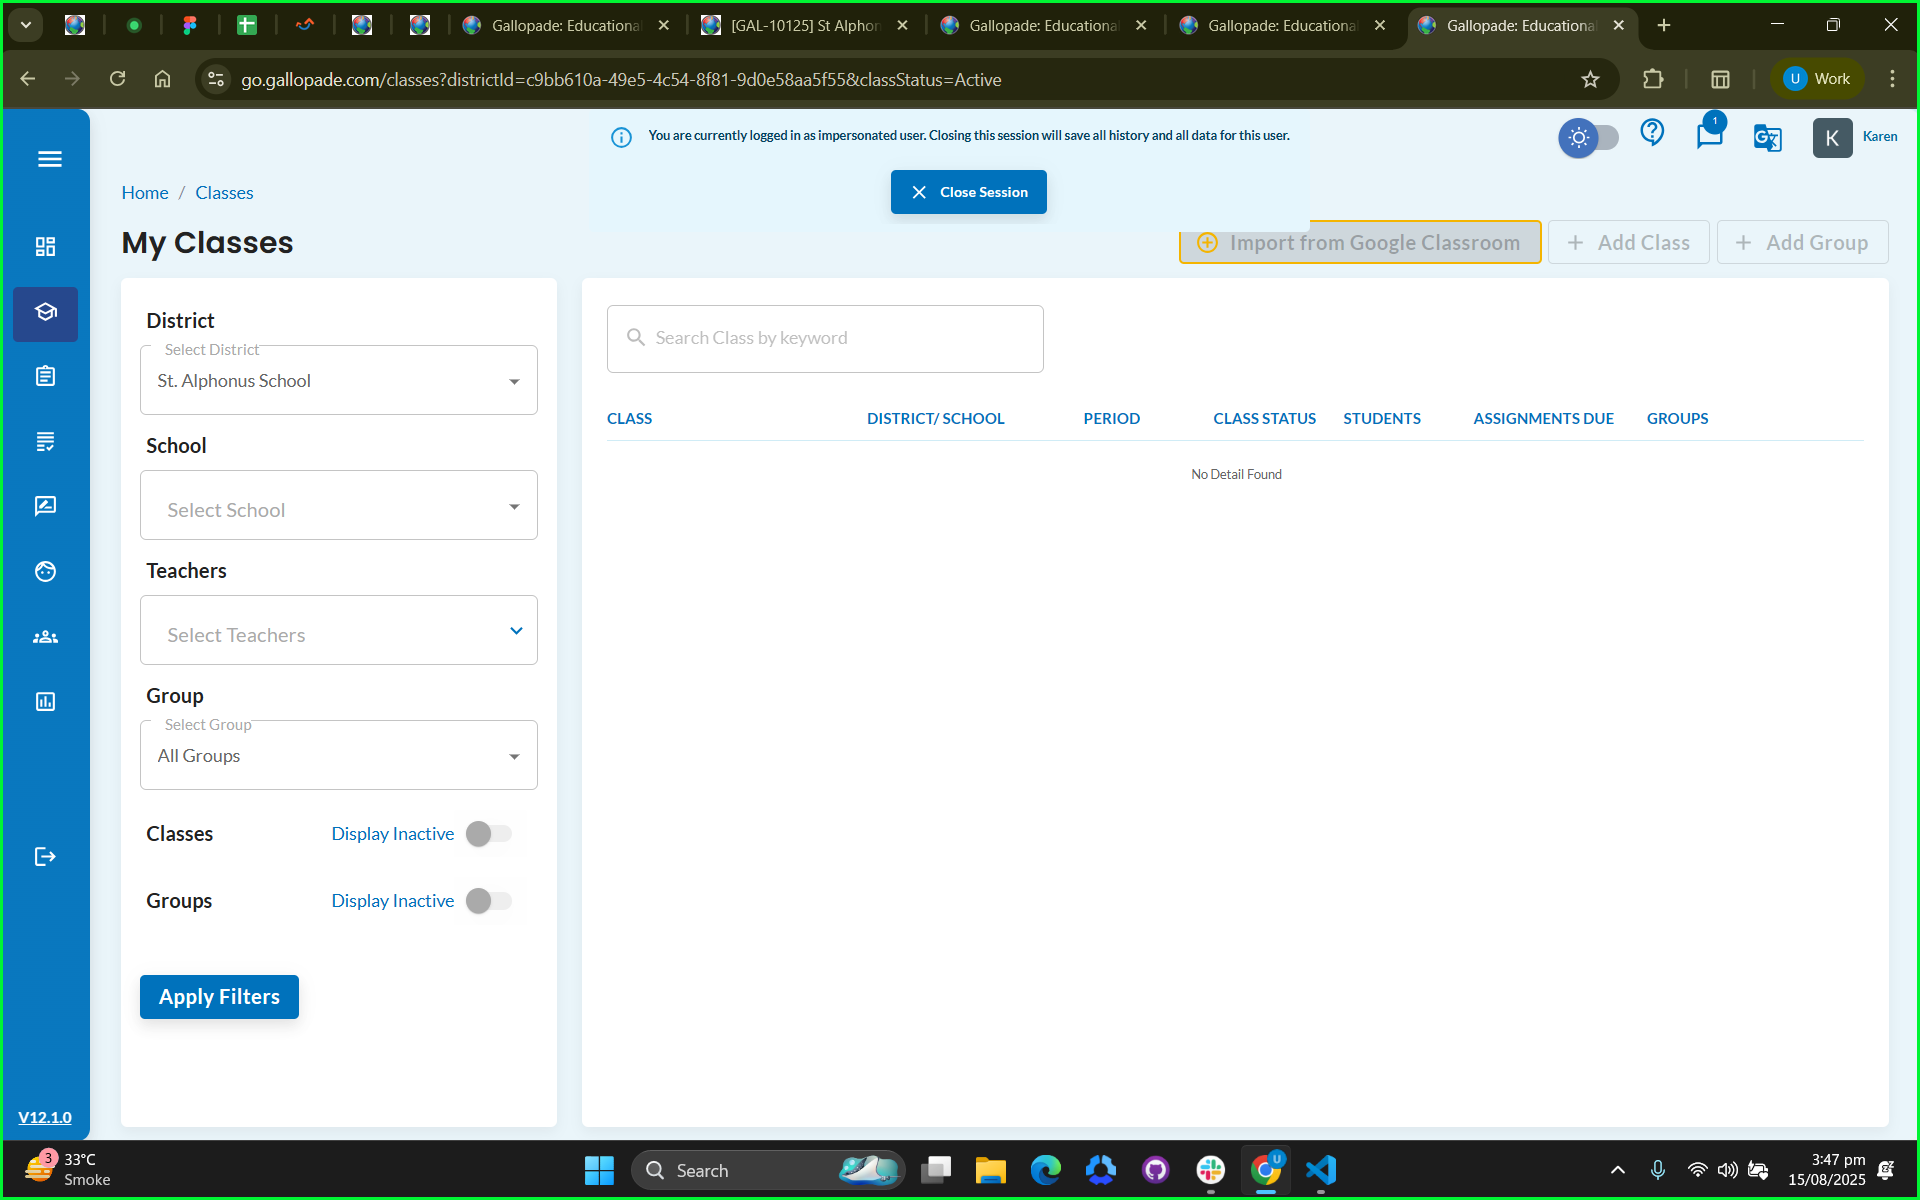 Gallopade: Educational
[GAL-10125] St Alphon
Gallopade: Educational
Gallopade: Educational
Gallopade: Educational
go.gallopade.com/classes?districtId=c9bb610a-49e5-4c54-8f81-9d0e58aa5f55&classStatus=Active
U Work
You are currently logged in as impersonated user. Closing this session will save all history and all data for this user.
Close Session
1
K
Karen
Home / Classes
My Classes
Import from Google Classroom
+ Add Class
+ Add Group
District
Select District
St. Alphonus School
School
Select School
Teachers
Select Teachers
Group
Select Group
All Groups
Classes
Display Inactive
Groups
Display Inactive
Apply Filters
Search Class by keyword
CLASS DISTRICT/ SCHOOL PERIOD CLASS STATUS STUDENTS ASSIGNMENTS DUE GROUPS
No Detail Found
V12.1.0
3
33°C
Smoke
Search
U
3:47 pm
15/08/2025